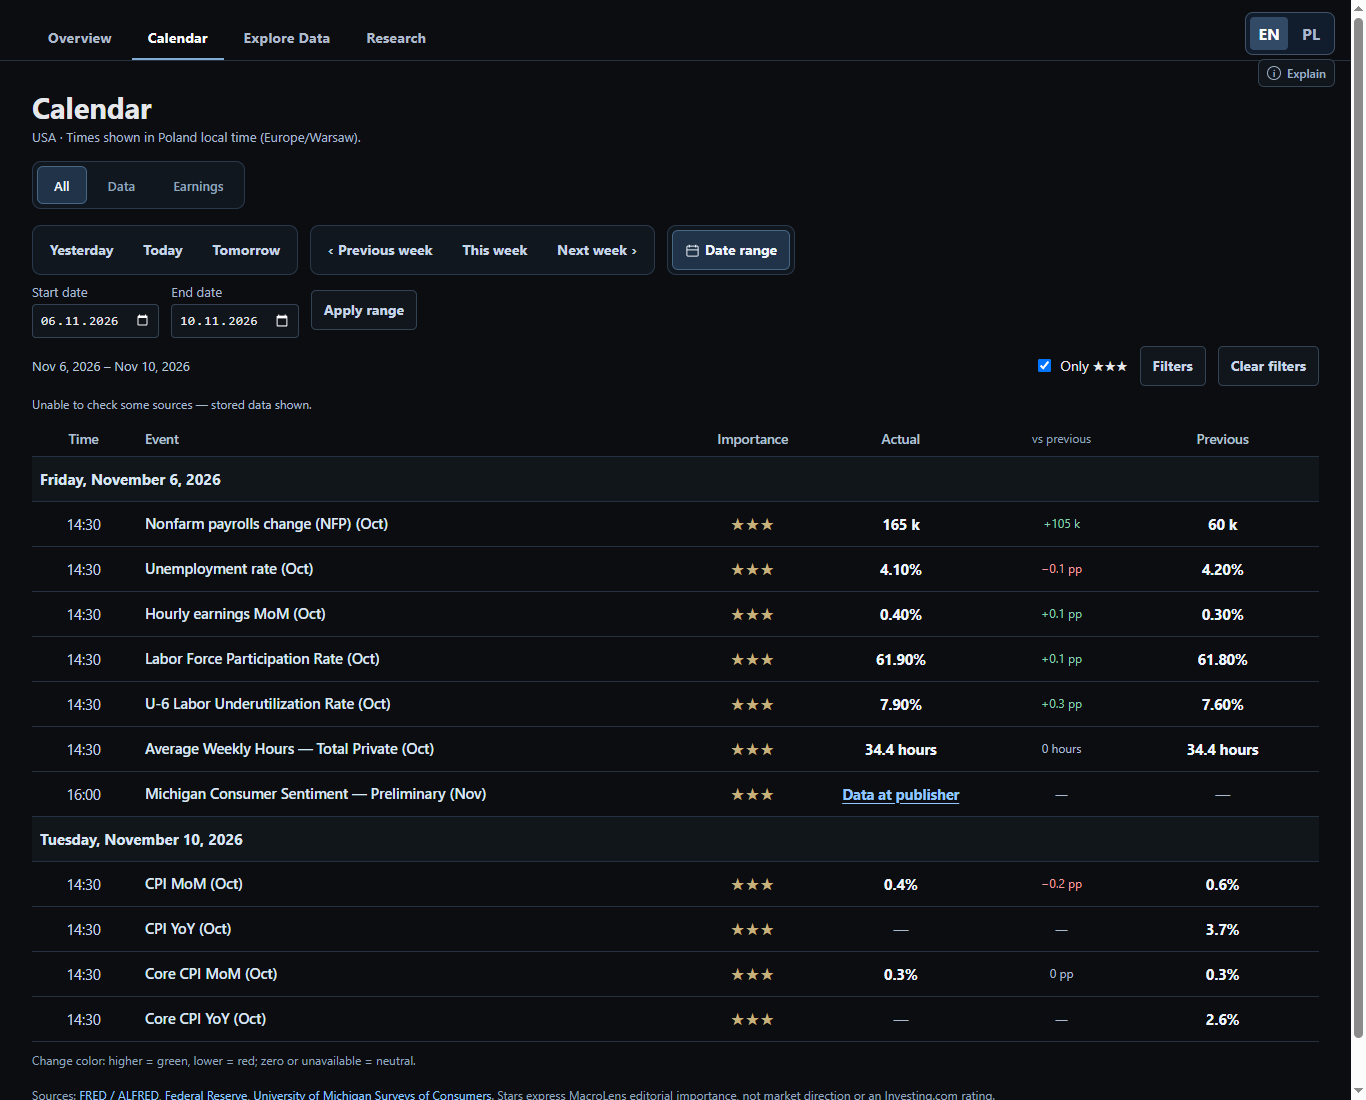 Overview Calendar Explore Data Research EN PL
Explain
Calendar
USA · Times shown in Poland local time (Europe/Warsaw).
All Data Earnings
Yesterday Today Tomorrow ‹ Previous week This week Next week › Date range
Start date End date
06.11.2026 10.11.2026 Apply range
Nov 6, 2026 – Nov 10, 2026 Only ★★★ Filters Clear filters
Unable to check some sources — stored data shown.
Time Event Importance Actual vs previous Previous
Friday, November 6, 2026
14:30 Nonfarm payrolls change (NFP) (Oct) ★★★ 165 k +105 k 60 k
14:30 Unemployment rate (Oct) ★★★ 4.10% −0.1 pp 4.20%
14:30 Hourly earnings MoM (Oct) ★★★ 0.40% +0.1 pp 0.30%
14:30 Labor Force Participation Rate (Oct) ★★★ 61.90% +0.1 pp 61.80%
14:30 U-6 Labor Underutilization Rate (Oct) ★★★ 7.90% +0.3 pp 7.60%
14:30 Average Weekly Hours — Total Private (Oct) ★★★ 34.4 hours 0 hours 34.4 hours
16:00 Michigan Consumer Sentiment — Preliminary (Nov) ★★★ Data at publisher — —
Tuesday, November 10, 2026
14:30 CPI MoM (Oct) ★★★ 0.4% −0.2 pp 0.6%
14:30 CPI YoY (Oct) ★★★ — — 3.7%
14:30 Core CPI MoM (Oct) ★★★ 0.3% 0 pp 0.3%
14:30 Core CPI YoY (Oct) ★★★ — — 2.6%
Change color: higher = green, lower = red; zero or unavailable = neutral.
Sources: FRED / ALFRED, Federal Reserve, University of Michigan Surveys of Consumers. Stars express MacroLens editorial importance, not market direction or an Investing.com rating.